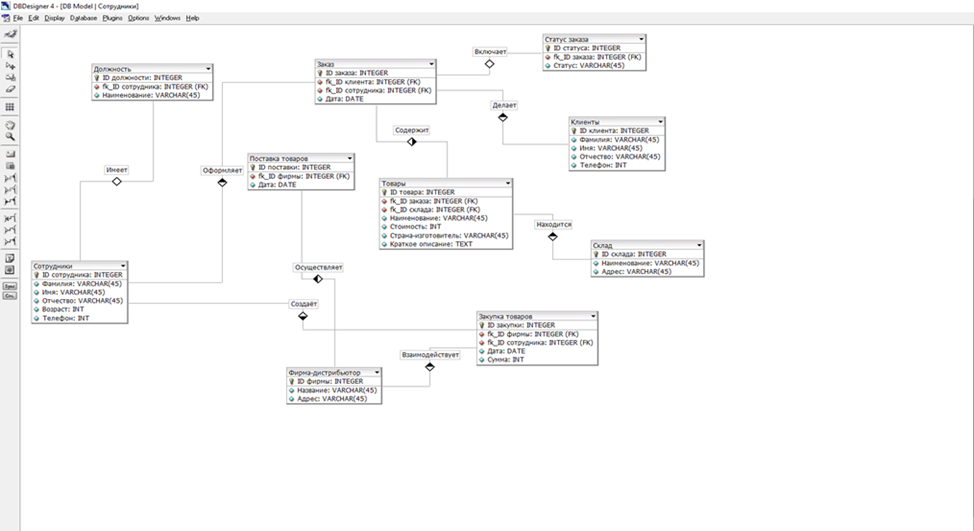 DBDesigner 4 - [DB Model | Сотрудники]
File Edit Display Database Plugins Options Windows Help
Должность
ID должности: INTEGER
fk_ID сотрудника: INTEGER (FK)
Наименование: VARCHAR(45)
Заказ
ID заказа: INTEGER
fk_ID клиента: INTEGER (FK)
fk_ID сотрудника: INTEGER (FK)
Дата: DATE
Включает
Статус заказа
ID статуса: INTEGER
fk_ID заказа: INTEGER (FK)
Статус: VARCHAR(45)
Делает
Клиенты
ID клиента: INTEGER
Фамилия: VARCHAR(45)
Имя: VARCHAR(45)
Отчество: VARCHAR(45)
Телефон: INT
Содержит
Имеет
Оформляет
Поставка товаров
ID поставки: INTEGER
fk_ID фирмы: INTEGER (FK)
Дата: DATE
Товары
ID товара: INTEGER
fk_ID заказа: INTEGER (FK)
fk_ID склада: INTEGER (FK)
Наименование: VARCHAR(45)
Стоимость: INT
Страна-изготовитель: VARCHAR(45)
Краткое описание: TEXT
Находится
Склад
ID склада: INTEGER
Наименование: VARCHAR(45)
Адрес: VARCHAR(45)
Сотрудники
ID сотрудника: INTEGER
Фамилия: VARCHAR(45)
Имя: VARCHAR(45)
Отчество: VARCHAR(45)
Возраст: INT
Телефон: INT
Осуществляет
Создаёт
Закупка товаров
ID закупки: INTEGER
fk_ID фирмы: INTEGER (FK)
fk_ID сотрудника: INTEGER (FK)
Дата: DATE
Сумма: INT
Взаимодействует
Фирма-дистрибьютор
ID фирмы: INTEGER
Название: VARCHAR(45)
Адрес: VARCHAR(45)